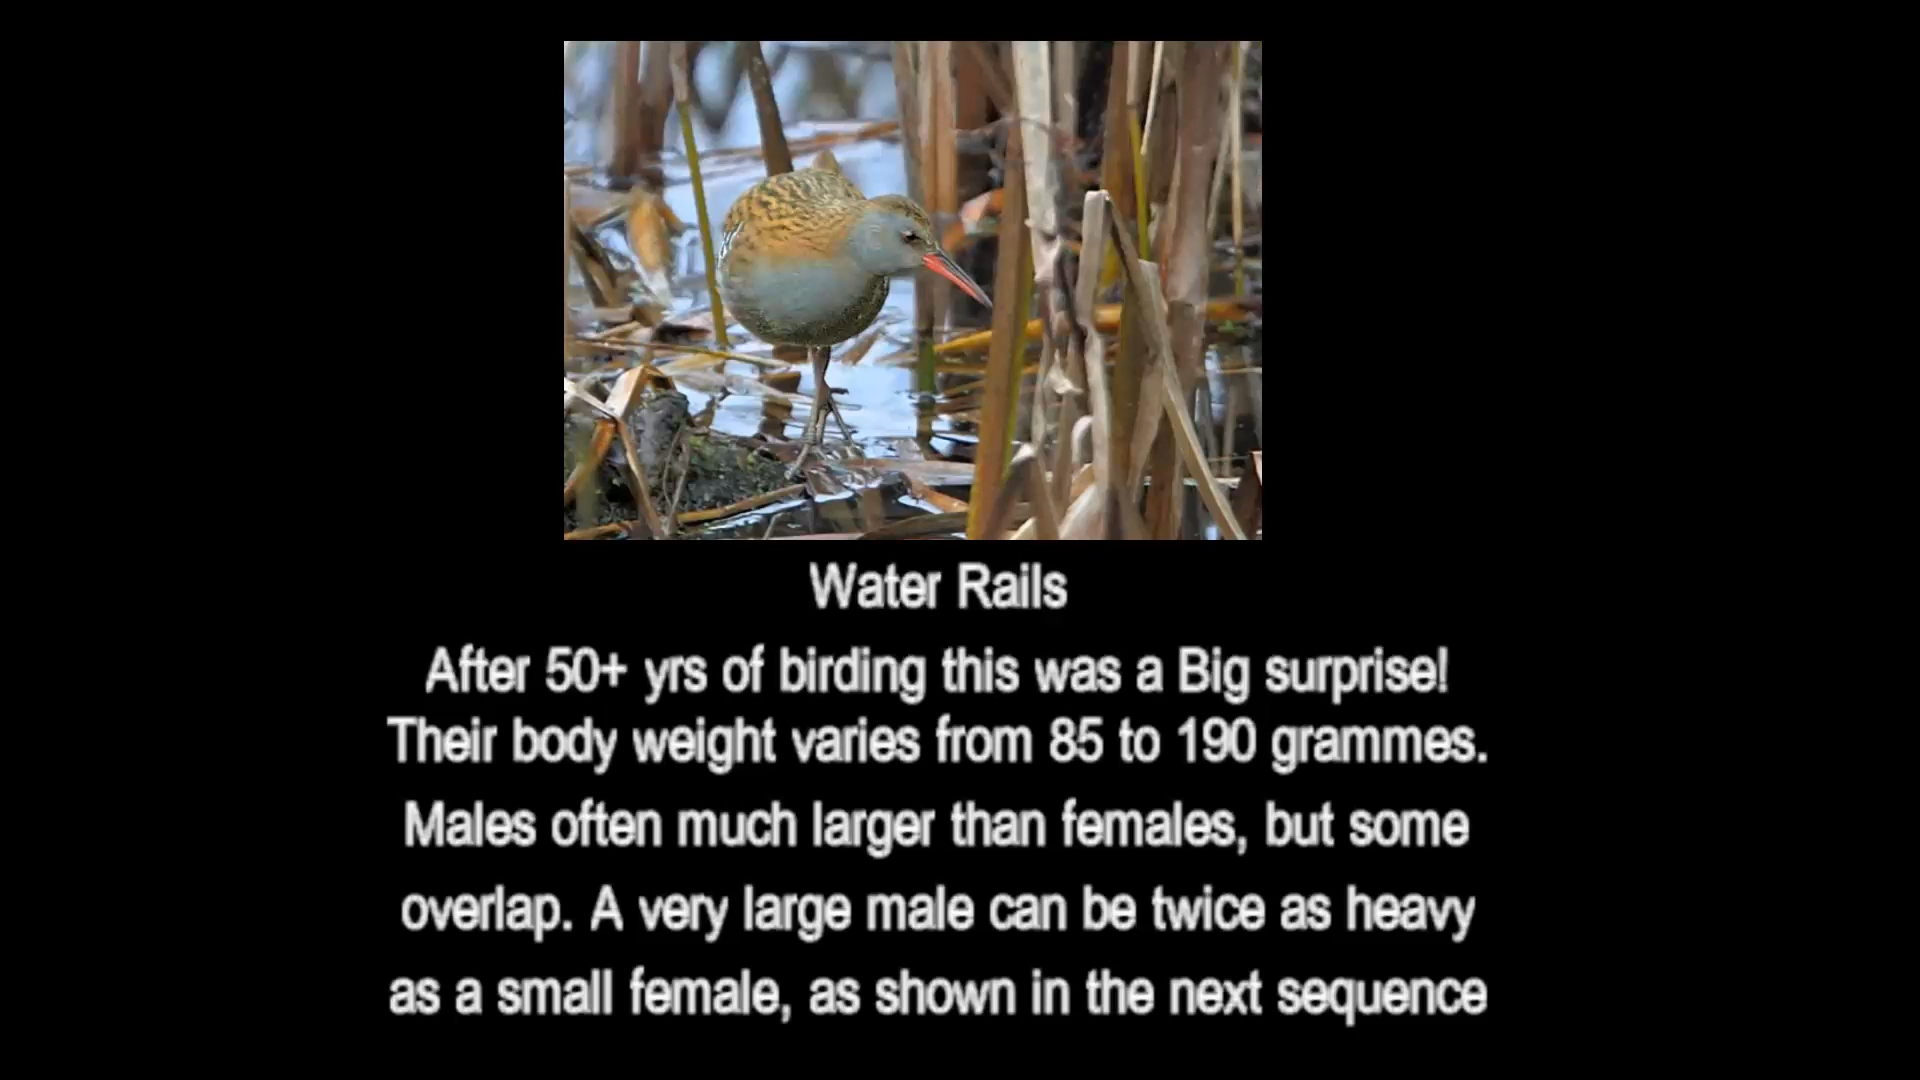 Water Rails
After 50+ yrs of birding this was a Big surprise!
Their body weight varies from 85 to 190 grammes.
Males often much larger than females, but some
overlap. A very large male can be twice as heavy
as a small female, as shown in the next sequence